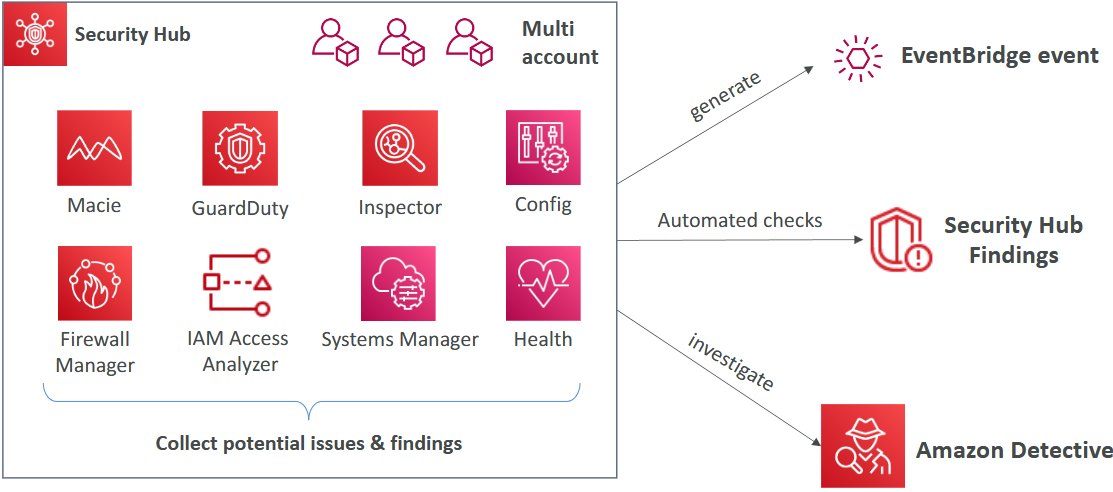 Security Hub
Multi
account
EventBridge event
generate
Macie
GuardDuty
Inspector
Config
Automated checks
Security Hub
Findings
Firewall
Manager
IAM Access
Analyzer
Systems Manager
Health
investigate
Collect potential issues & findings
Amazon Detective